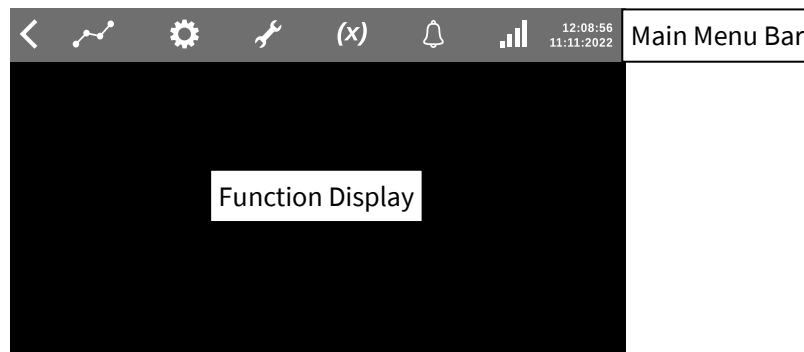 (x)
12:08:56
11:11:2022
Main Menu Bar
Function Display